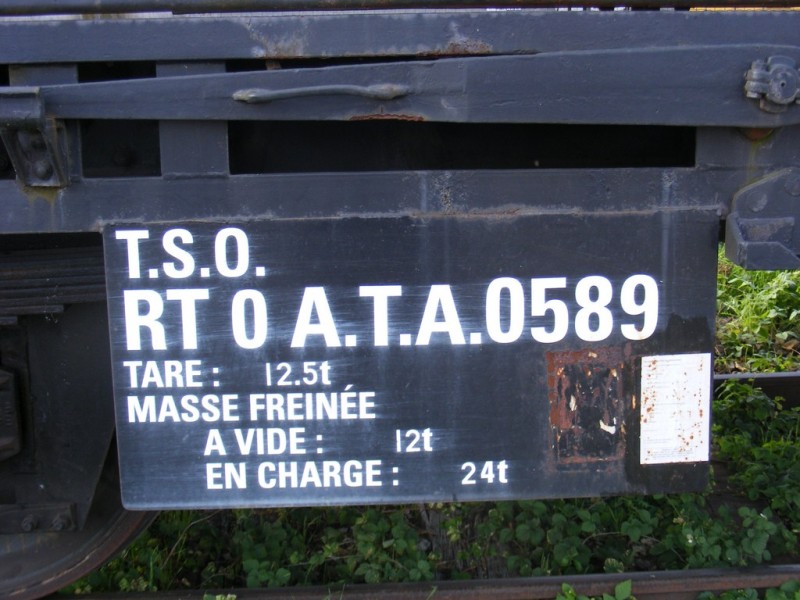 T.S.O.
RT 0 A.T.A.0589
TARE : 12.5t
MASSE FREINÉE
A VIDE : 12t
EN CHARGE : 24t